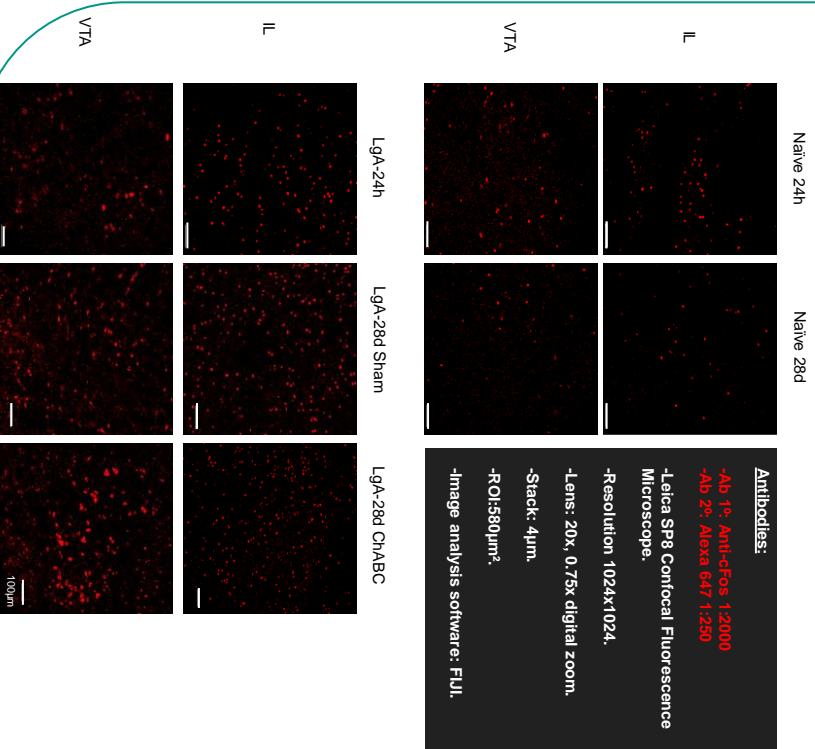 Naïve 24h
Naïve 28d
IL
VTA
Antibodies:
-Ab 1º: Anti-cFos 1:2000
-Ab 2º: Alexa 647 1:250
-Leica SP8 Confocal Fluorescence
Microscope.
-Resolution 1024x1024.
-Lens: 20x, 0.75x digital zoom.
-Stack: 4µm.
-ROI:580µm².
-Image analysis software: FIJI.
LgA-24h
LgA-28d Sham
LgA-28d ChABC
IL
VTA
100µm